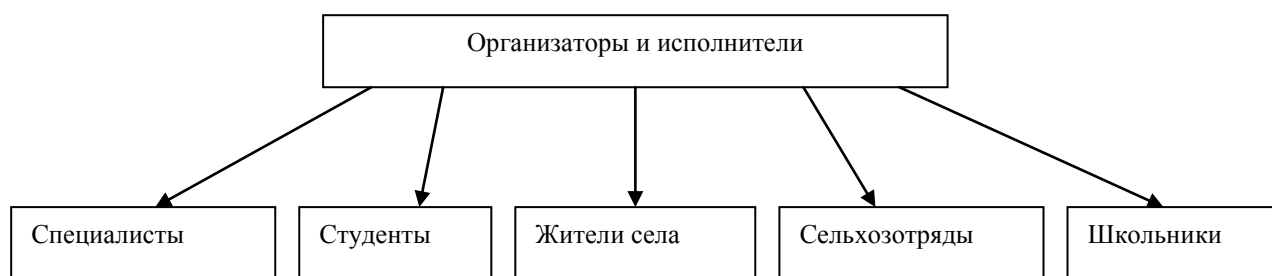 Организаторы и исполнители
Специалисты
Студенты
Жители села
Сельхозотряды
Школьники